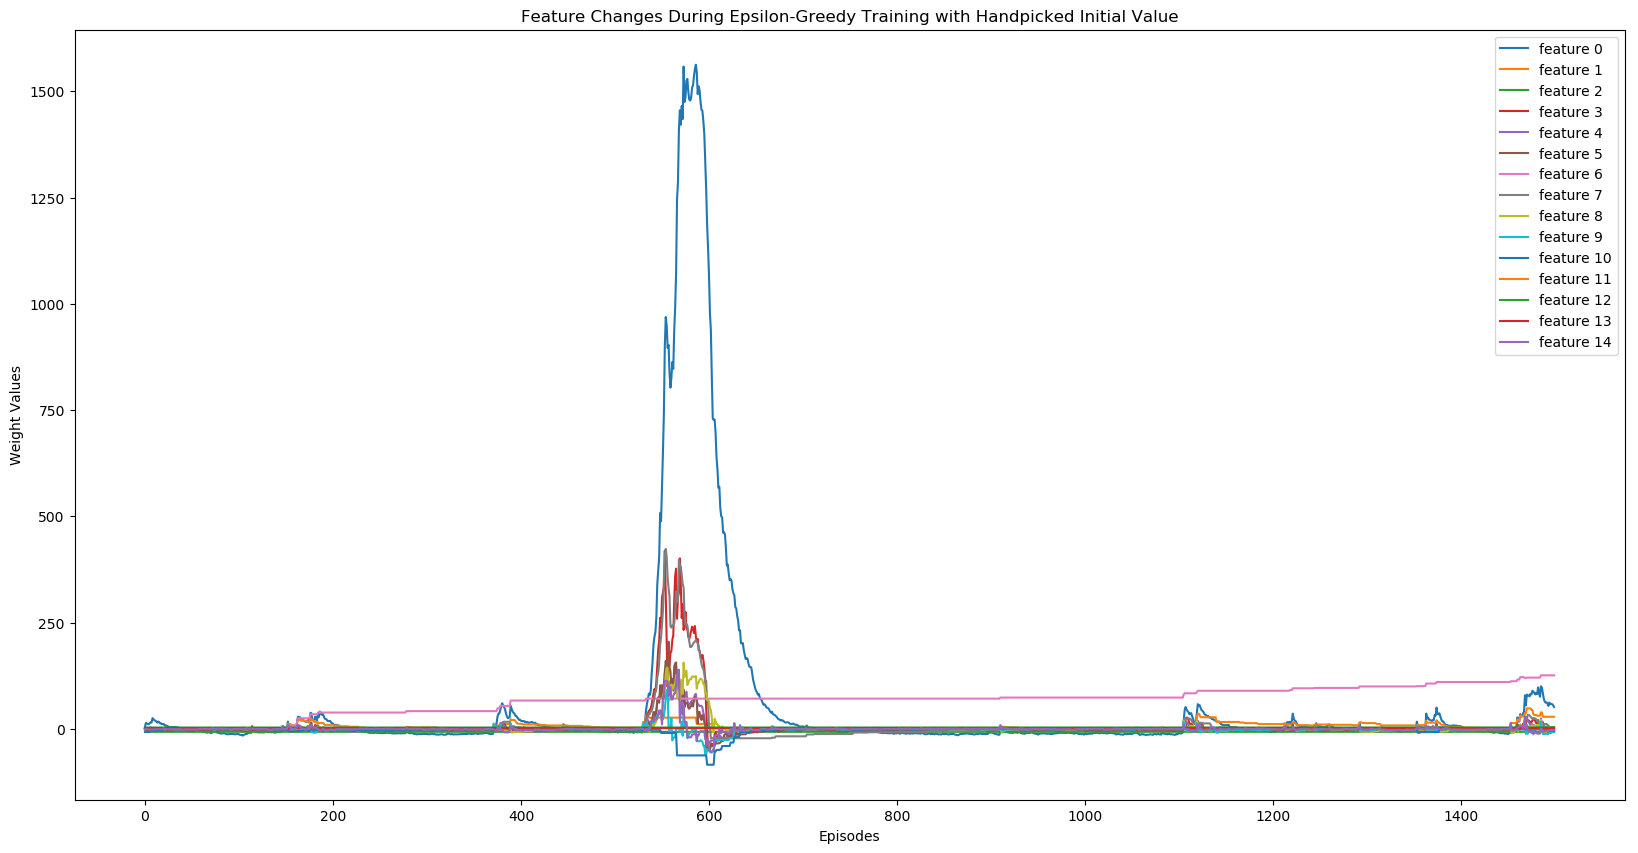 Feature Changes During Epsilon-Greedy Training with Handpicked Initial Value
feature 0
feature 1
feature 2
feature 3
feature 4
feature 5
feature 6
feature 7
feature 8
feature 9
feature 10
feature 11
feature 12
feature 13
feature 14
1500
1250
1000
750
500
250
0
Weight Values
0 200 400 600 800 1000 1200 1400
Episodes